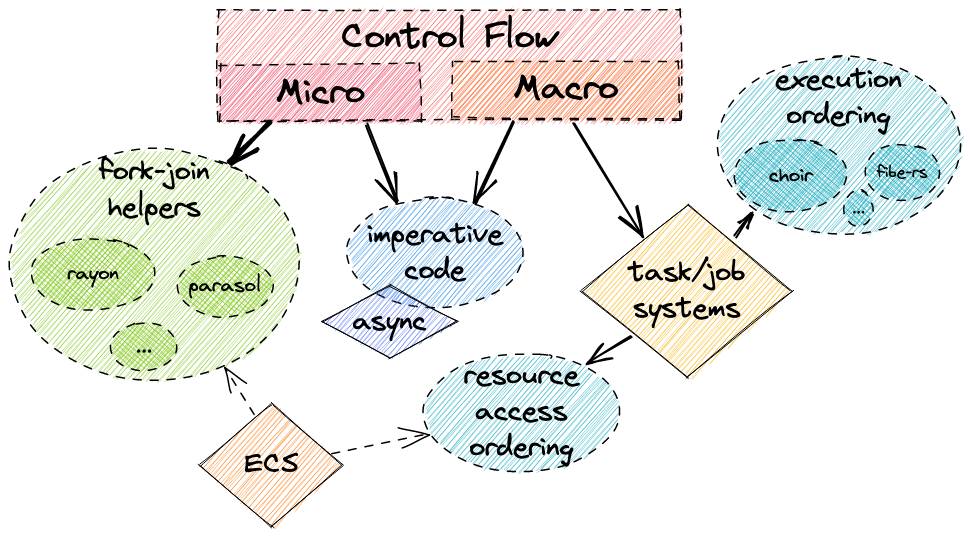 Control Flow
Micro
Macro
execution
ordering
choir
fibe-rs
...
fork-join
helpers
rayon
parasol
...
imperative
code
async
task/job
systems
resource
access
ordering
ECS